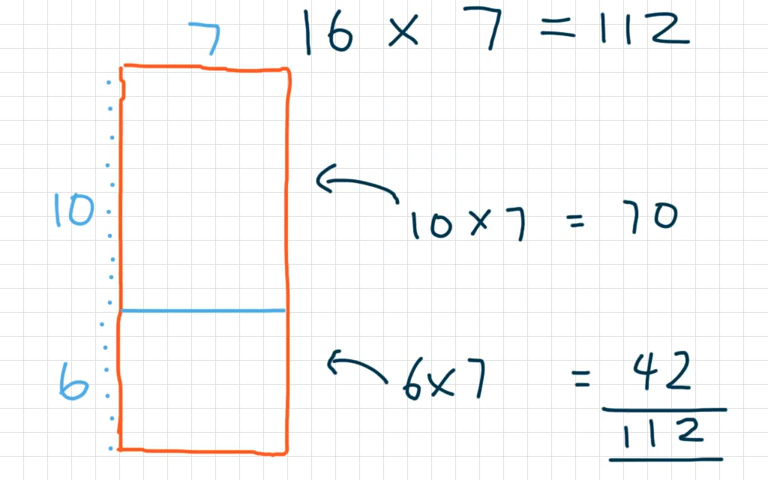 16 × 7 = 112
7
10
10 × 7 = 70
6
6 × 7 = 42
112